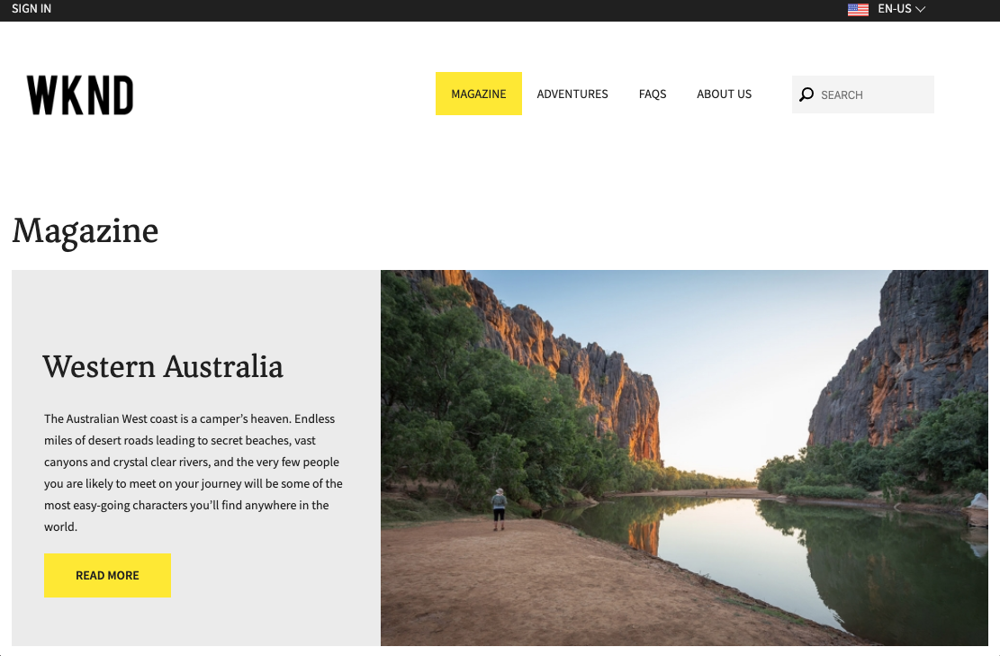 SIGN IN
EN-US
WKND
MAGAZINE
ADVENTURES
FAQS
ABOUT US
SEARCH
Magazine
Western Australia
The Australian West coast is a camper’s heaven. Endless
miles of desert roads leading to secret beaches, vast
canyons and crystal clear rivers, and the very few people
you are likely to meet on your journey will be some of the
most easy-going characters you’ll find anywhere in the
world.
READ MORE